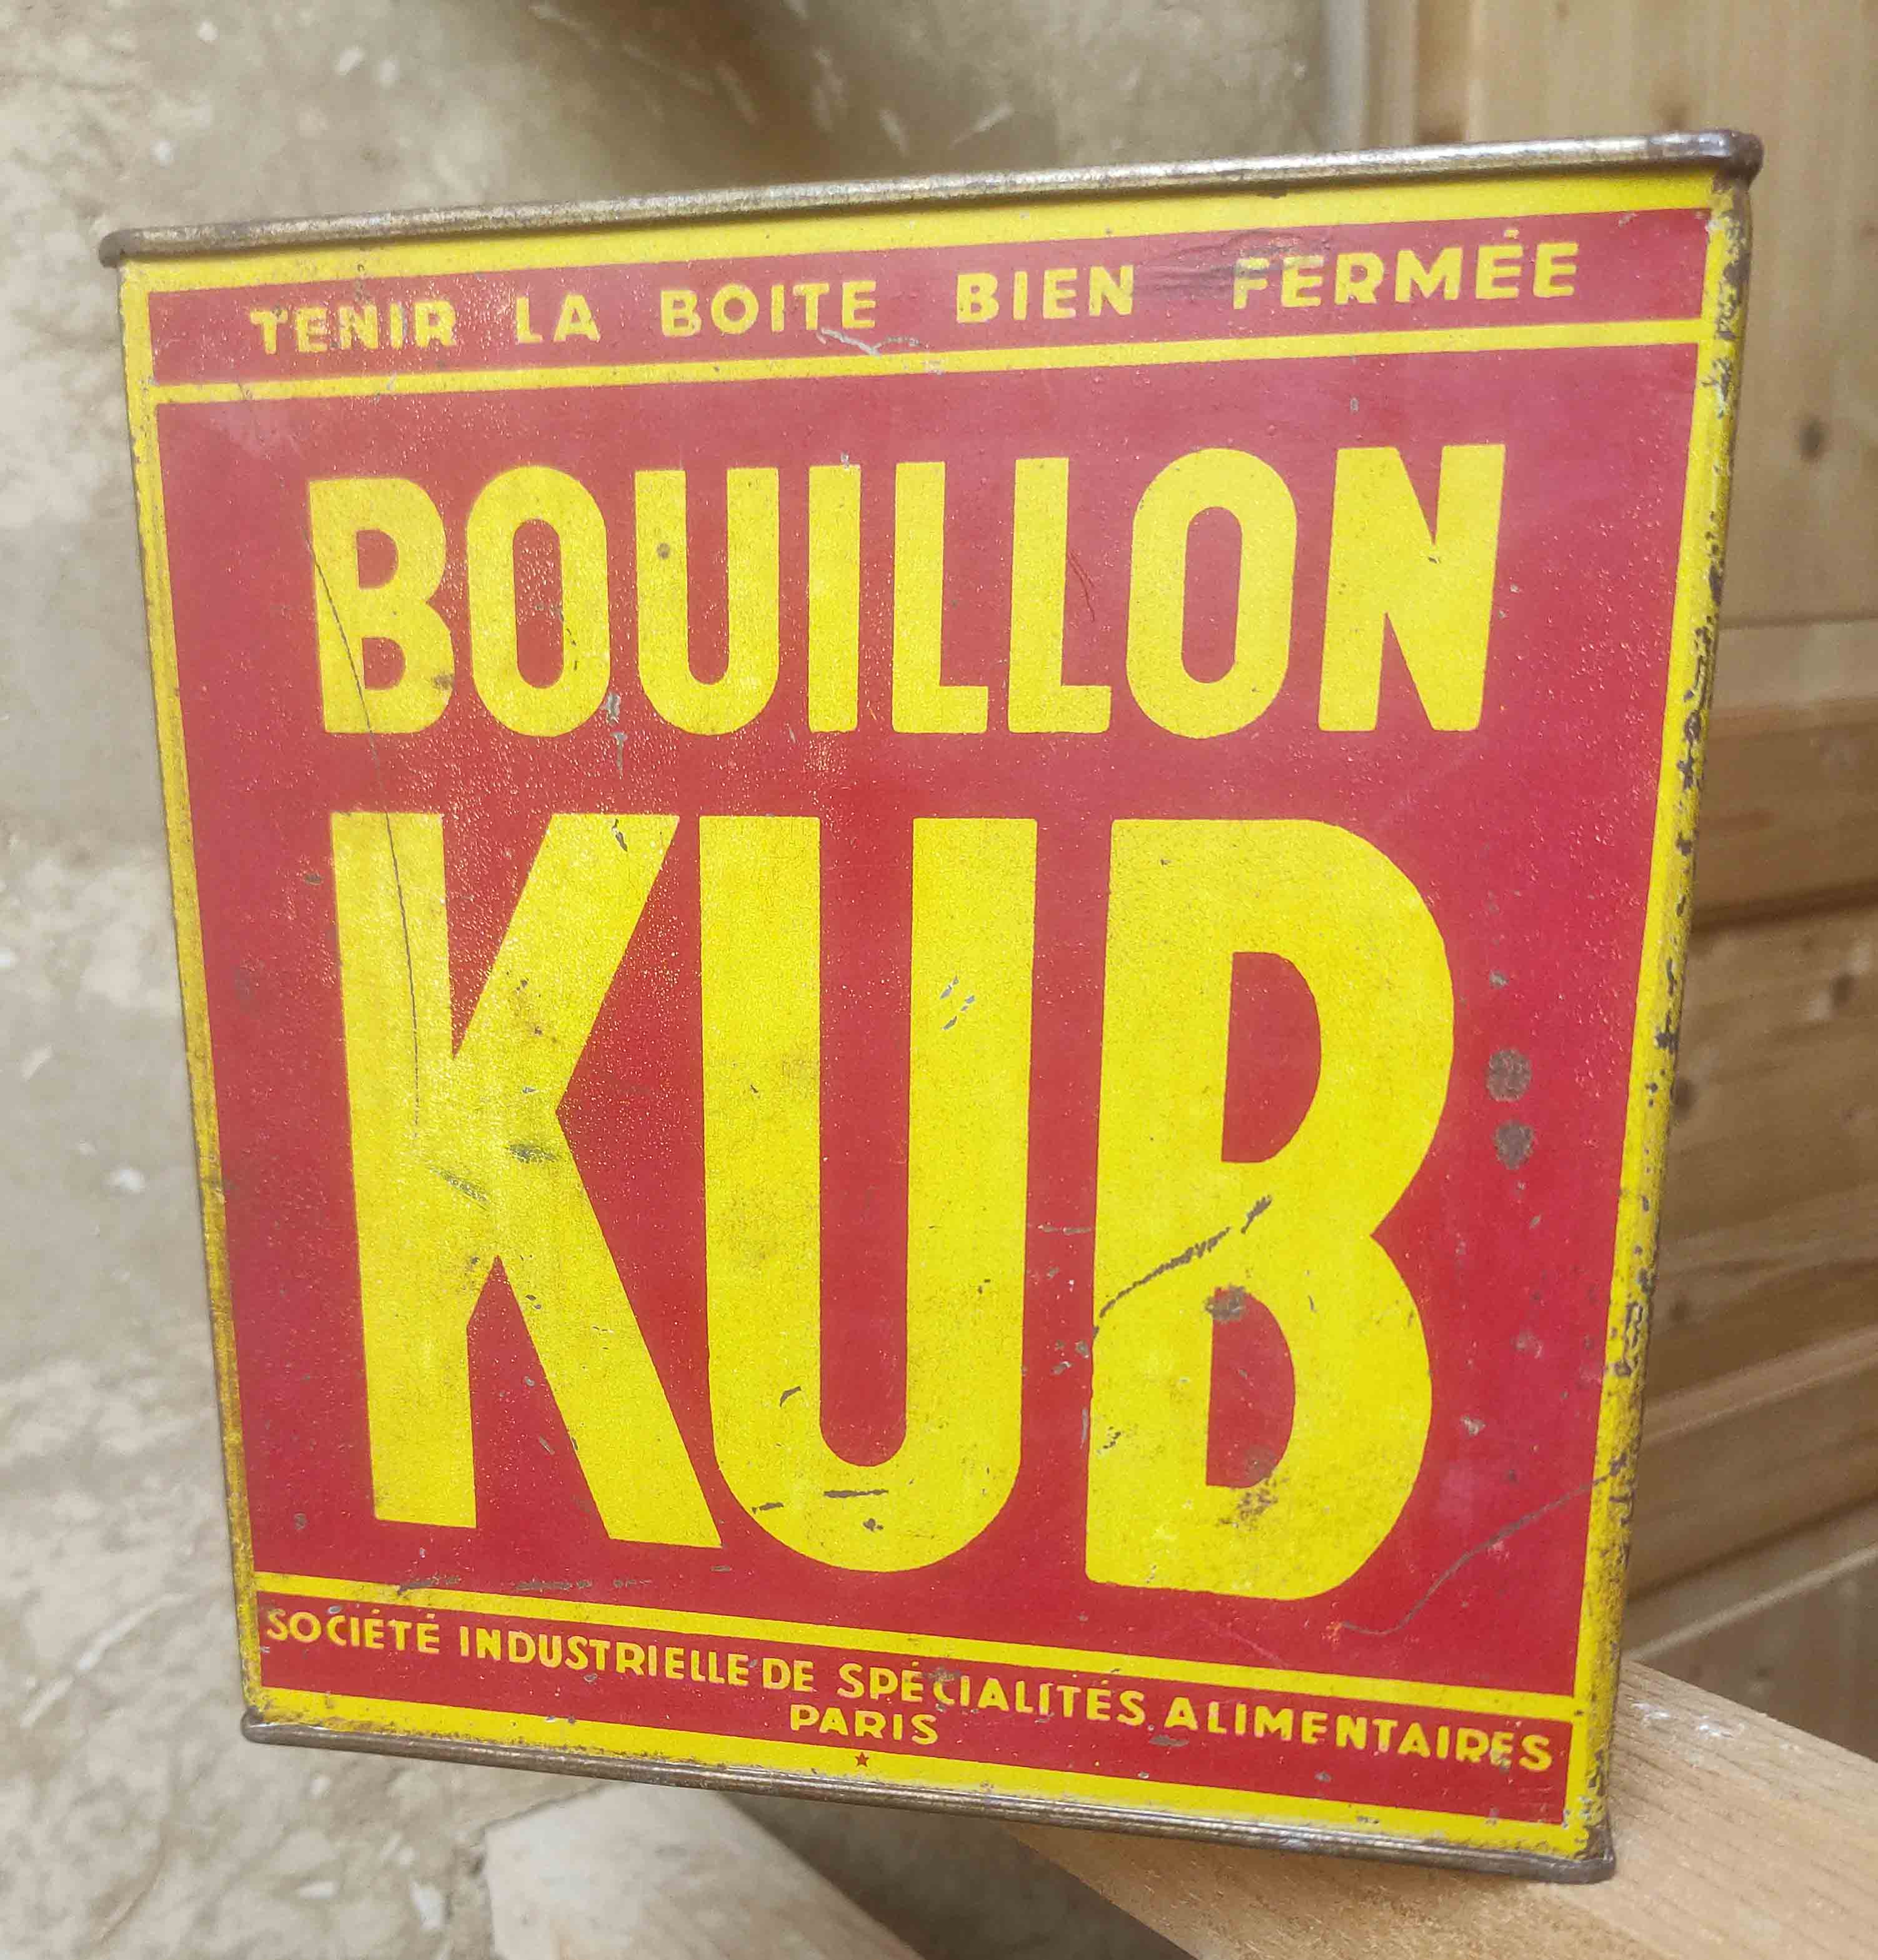 TENIR LA BOITE BIEN FERMÉE
BOUILLON
KUB
SOCIÉTÉ INDUSTRIELLE DE SPÉCIALITÉS ALIMENTAIRES
PARIS